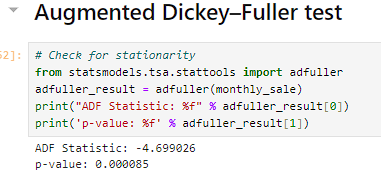 Augmented Dickey–Fuller test
52]:
# Check for stationarity
from statsmodels.tsa.stattools import adfuller
adfuller_result = adfuller(monthly_sale)
print("ADF Statistic: %f" % adfuller_result[0])
print('p-value: %f' % adfuller_result[1])
ADF Statistic: -4.699026
p-value: 0.000085